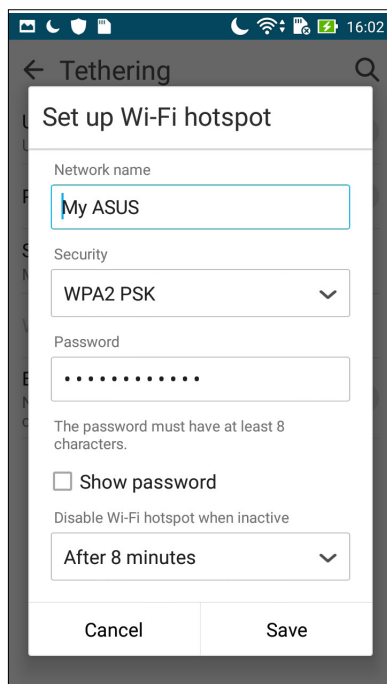 16:02
Tethering
Set up Wi-Fi hotspot
Network name
My ASUS
Security
WPA2 PSK
Password
••••••••••••
The password must have at least 8
characters.
Show password
Disable Wi-Fi hotspot when inactive
After 8 minutes
Cancel
Save